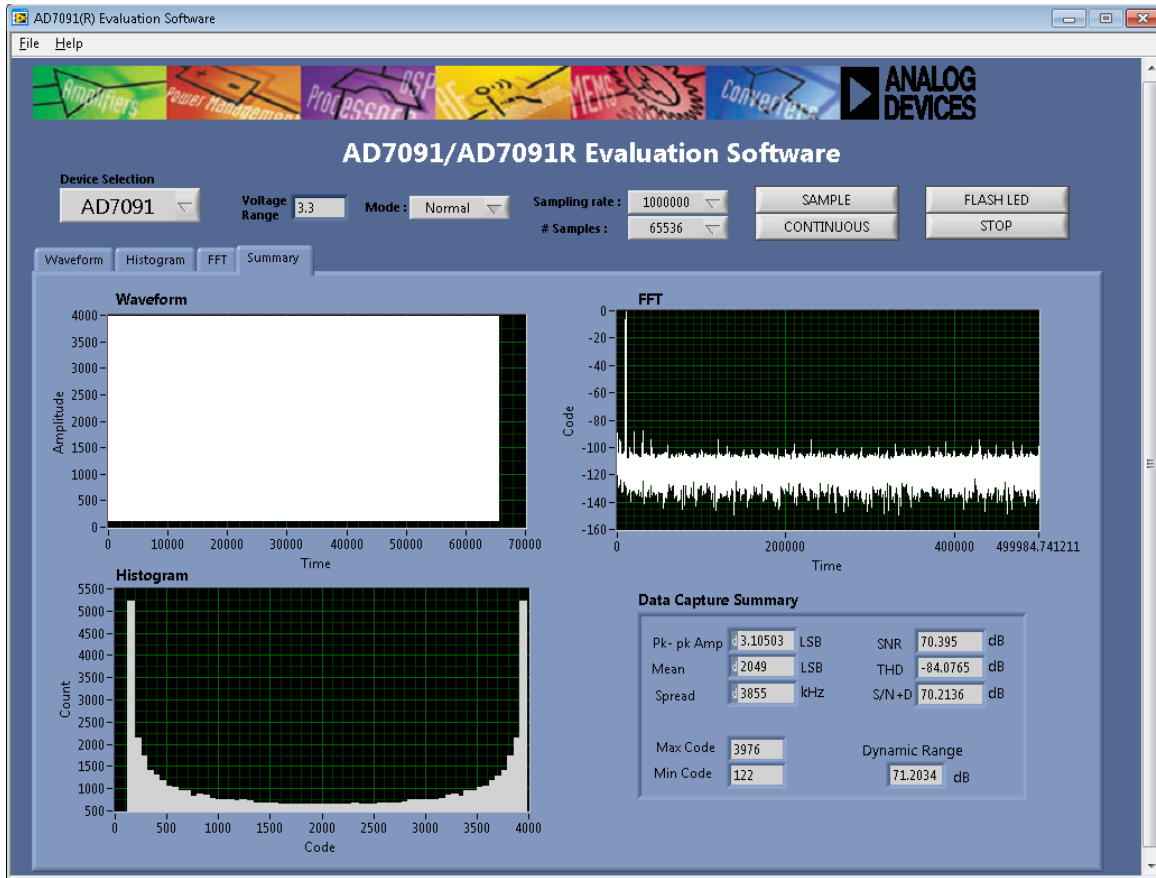 AD7091(R) Evaluation Software
File Help
Amplifiers Power Management Processors DSP RF MEMS Converters ANALOG
DEVICES
AD7091/AD7091R Evaluation Software
Device Selection
AD7091
Voltage
Range
3.3
Mode : Normal
Sampling rate : 1000000
# Samples : 65536
SAMPLE
CONTINUOUS
FLASH LED
STOP
Waveform Histogram FFT Summary
Waveform
Amplitude
4000
3500
3000
2500
2000
1500
1000
500
0
0 10000 20000 30000 40000 50000 60000 70000
Time
FFT
Code
0
-20
-40
-60
-80
-100
-120
-140
-160
0 200000 400000 499984.741211
Time
Histogram
Count
5500
5000
4500
4000
3500
3000
2500
2000
1500
1000
500
0 500 1000 1500 2000 2500 3000 3500 4000
Code
Data Capture Summary
Pk- pk Amp 3.10503 LSB
Mean 2049 LSB
Spread 3855 kHz
Max Code 3976
Min Code 122
SNR 70.395 dB
THD -84.0765 dB
S/N+D 70.2136 dB
Dynamic Range
71.2034 dB